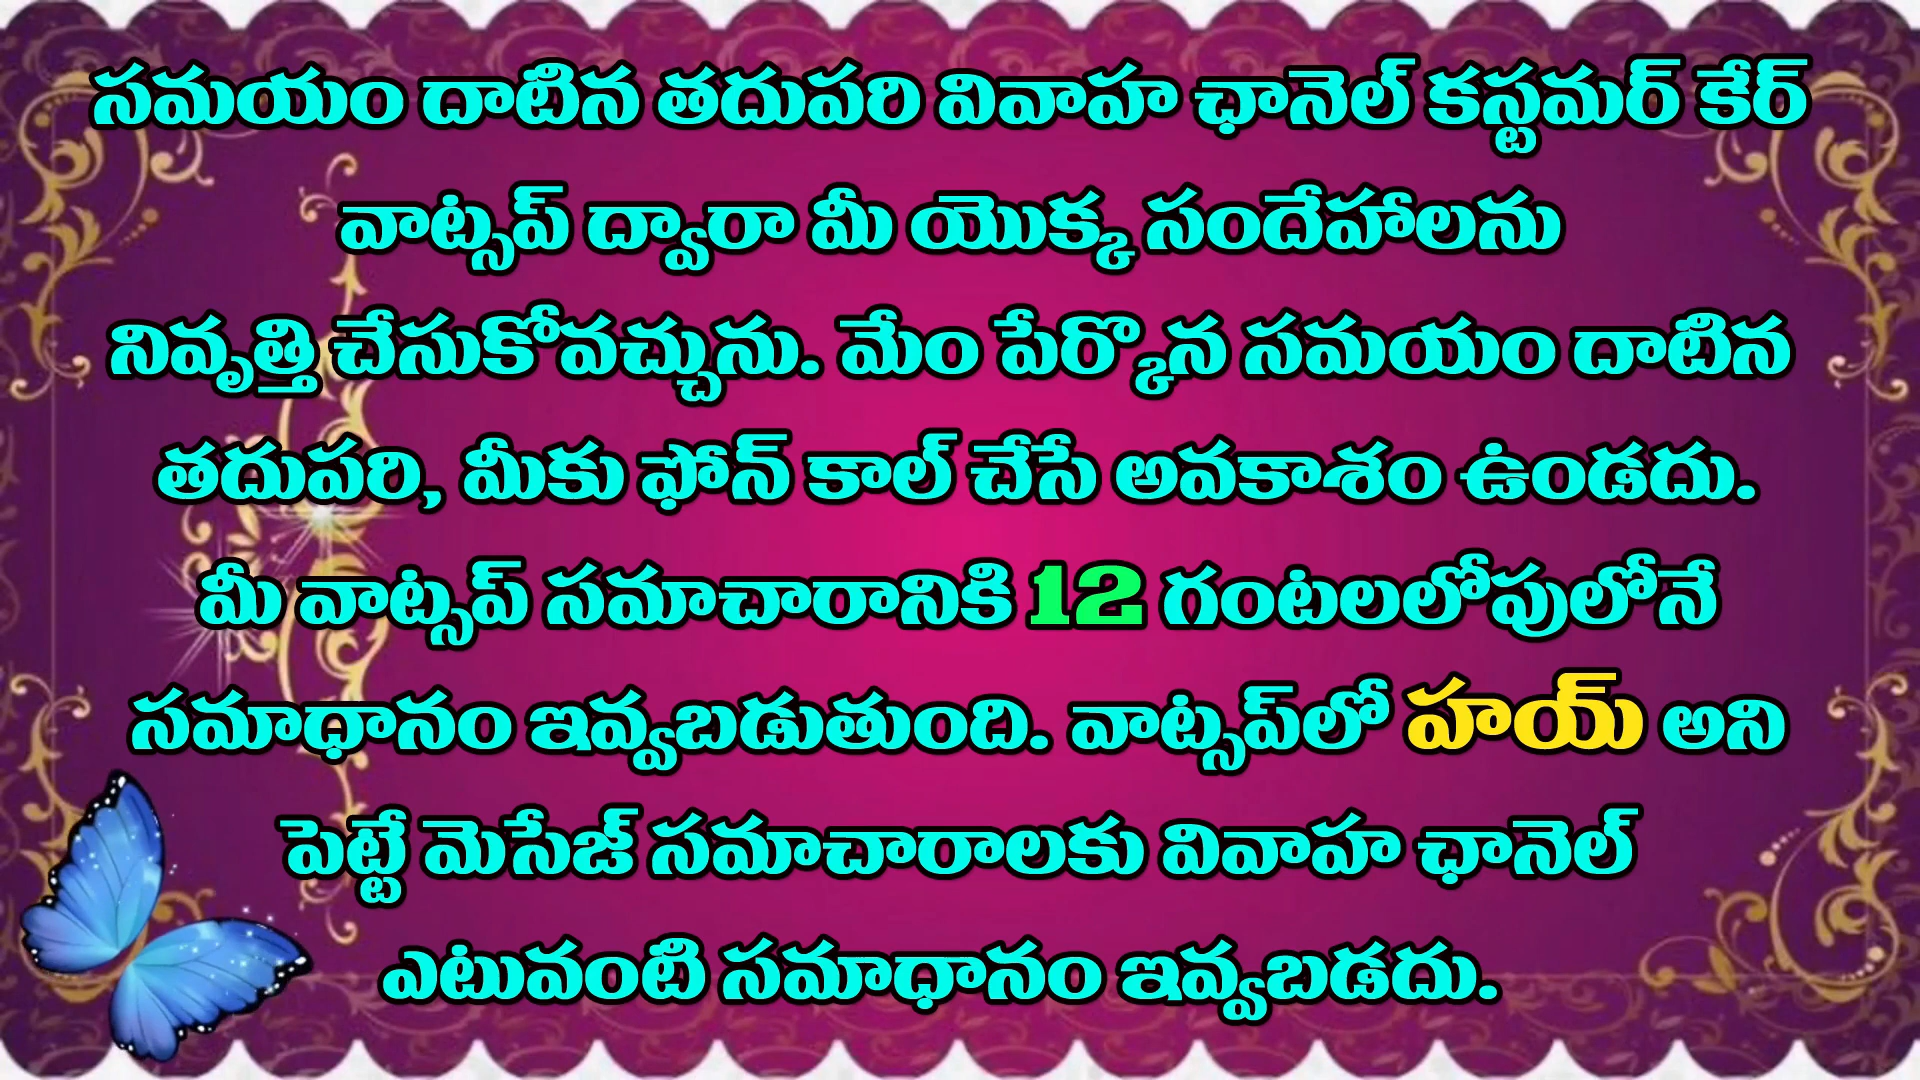 సమయం దాటిన తదుపరి వివాహ ఛానెల్ కస్టమర్ కేర్
వాట్సప్ ద్వారా మీ యొక్క సందేహాలను
నివృత్తి చేసుకోవచ్చును. మేం పేర్కొన సమయం దాటిన
తదుపరి, మీకు ఫోన్ కాల్ చేసే అవకాశం ఉండదు.
మీ వాట్సప్ సమాచారానికి 12 గంటలలోపులోనే
సమాధానం ఇవ్వబడుతుంది. వాట్సప్‌లో హయ్ అని
పెట్టే మెసేజ్ సమాచారాలకు వివాహ ఛానెల్
ఎటువంటి సమాధానం ఇవ్వబడదు.